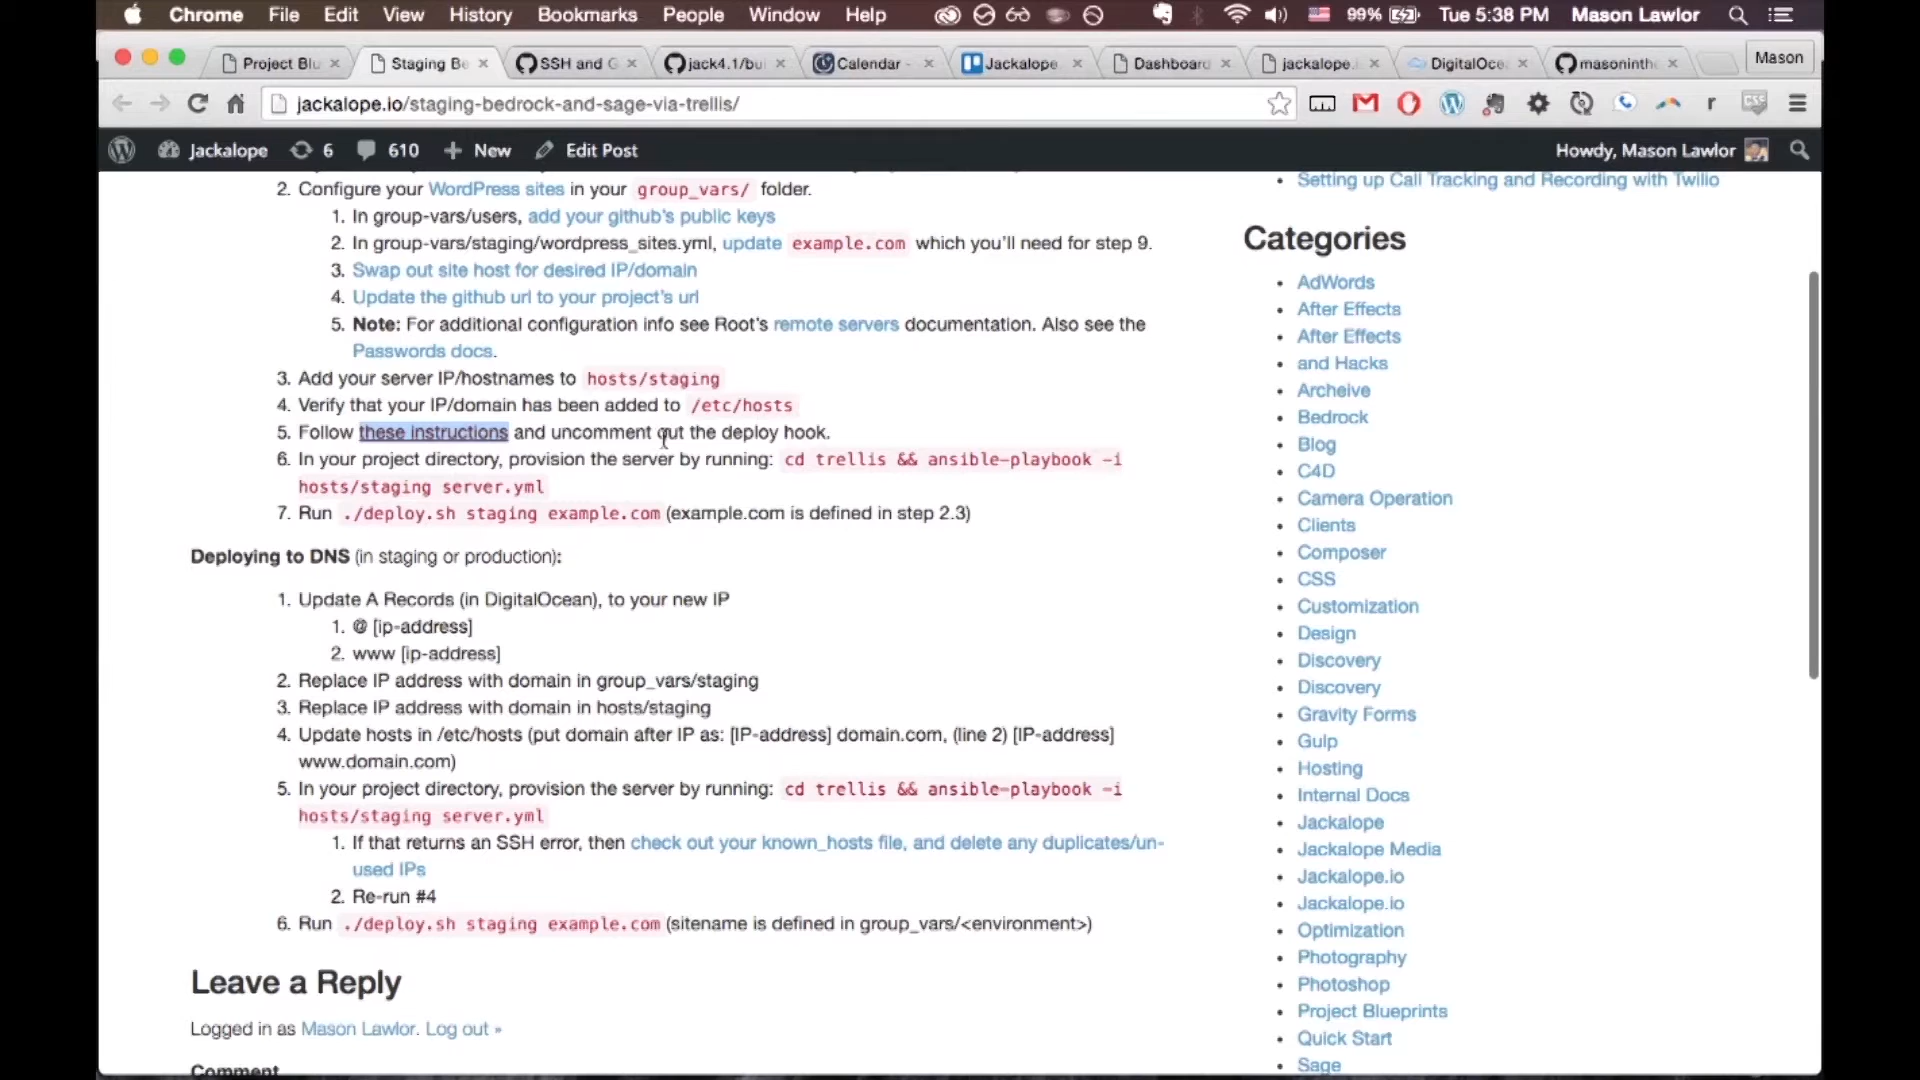 Chrome File Edit View History Bookmarks People Window Help 99% Tue 5:38 PM Mason Lawlor
Project Blu Staging Be SSH and G jack4.1/bui Calendar - Jackalope Dashboard jackalope. DigitalOce masoninthe Mason
jackalope.io/staging-bedrock-and-sage-via-trellis/
Jackalope 6 610 New Edit Post Howdy, Mason Lawlor
2. Configure your WordPress sites in your group_vars/ folder.
1. In group-vars/users, add your github's public keys
2. In group-vars/staging/wordpress_sites.yml, update example.com which you'll need for step 9.
3. Swap out site host for desired IP/domain
4. Update the github url to your project's url
5. Note: For additional configuration info see Root's remote servers documentation. Also see the
Passwords docs.
3. Add your server IP/hostnames to hosts/staging
4. Verify that your IP/domain has been added to /etc/hosts
5. Follow these instructions and uncomment out the deploy hook.
6. In your project directory, provision the server by running: cd trellis && ansible-playbook -i
hosts/staging server.yml
7. Run ./deploy.sh staging example.com (example.com is defined in step 2.3)
Deploying to DNS (in staging or production):
1. Update A Records (in DigitalOcean), to your new IP
1. @ [ip-address]
2. www [ip-address]
2. Replace IP address with domain in group_vars/staging
3. Replace IP address with domain in hosts/staging
4. Update hosts in /etc/hosts (put domain after IP as: [IP-address] domain.com, (line 2) [IP-address]
www.domain.com)
5. In your project directory, provision the server by running: cd trellis && ansible-playbook -i
hosts/staging server.yml
1. If that returns an SSH error, then check out your known_hosts file, and delete any duplicates/un-
used IPs
2. Re-run #4
6. Run ./deploy.sh staging example.com (sitename is defined in group_vars/<environment>)
Leave a Reply
Logged in as Mason Lawlor. Log out »
Comment
Setting up Call Tracking and Recording with Twilio
Categories
AdWords
After Effects
After Effects
and Hacks
Archeive
Bedrock
Blog
C4D
Camera Operation
Clients
Composer
CSS
Customization
Design
Discovery
Discovery
Gravity Forms
Gulp
Hosting
Internal Docs
Jackalope
Jackalope Media
Jackalope.io
Jackalope.io
Optimization
Photography
Photoshop
Project Blueprints
Quick Start
Sage